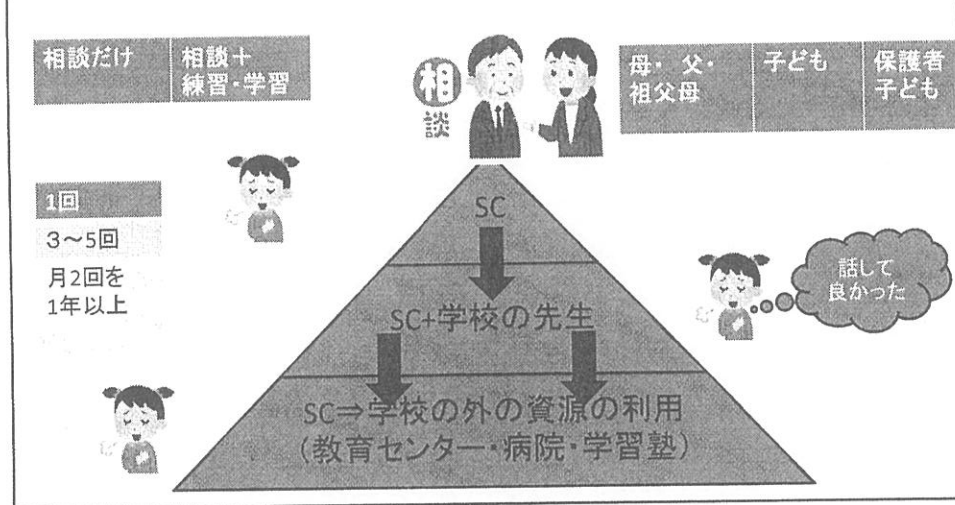 相談だけ
相談+
練習・学習
相
談
母・父・
祖父母
子ども
保護者
子ども
1回
3～5回
月2回を
1年以上
SC
SC+学校の先生
SC⇒学校の外の資源の利用
(教育センター・病院・学習塾)
話して
良かった